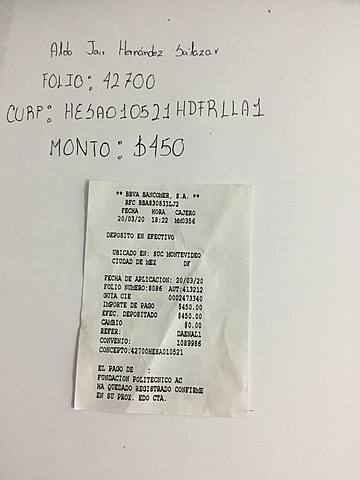 Aldo Jair Hernández Salazar
FOLIO: 42700
CURP: HESA010521HDFRLLA1
MONTO: $450
** BBVA BANCOMER, S.A. **
RFC BBA830831LJ2
FECHA HORA CAJERO
20/03/20 18:22 MM0356
DEPOSITO EN EFECTIVO
UBICADO EN: SUC MONTEVIDEO
CIUDAD DE MEX DF
FECHA DE APLICACION: 20/03/20
FOLIO NUMERO:8086 AUT:413212
GUIA CIE 0002473340
IMPORTE DE PAGO $450.00
EFEC. DEPOSITADO $450.00
CAMBIO $0.00
REFER: DAENAL1
CONVENIO: 1089986
CONCEPTO:42700HESA010521
EL PAGO DE :
FUNDACION POLITECNICO AC
HA QUEDADO REGISTRADO CONFIRME
EN SU PROX. EDO CTA.